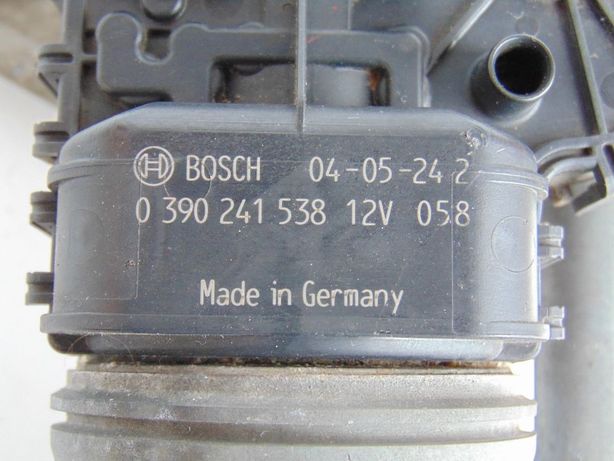 BOSCH 04-05-24 2
0 390 241 538 12V 058
Made in Germany